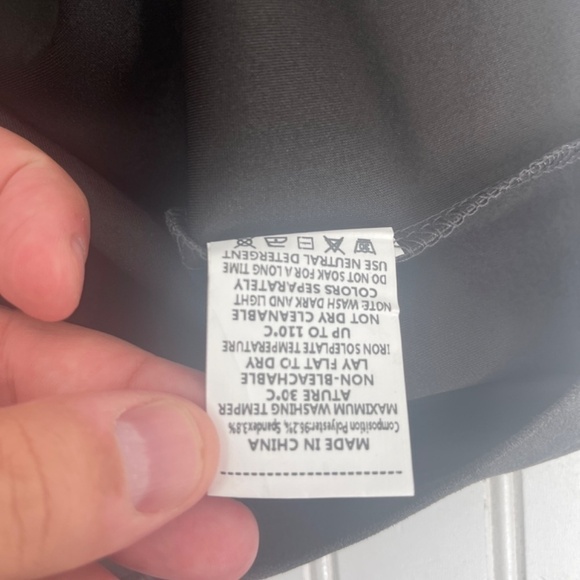 MADE IN CHINA
Composition Polyester:96.2%, Spandex3.8%
MAXIMUM WASHING TEMPER
ATURE 30°C
NON-BLEACHABLE
LAY FLAT TO DRY
IRON SOLEPLATE TEMPERATURE
UP TO 110°C
NOT DRY CLEANABLE
NOTE WASH DARK AND LIGHT
COLORS SEPARATELY
DO NOT SOAK FOR A LONG TIME
USE NEUTRAL DETERGENT